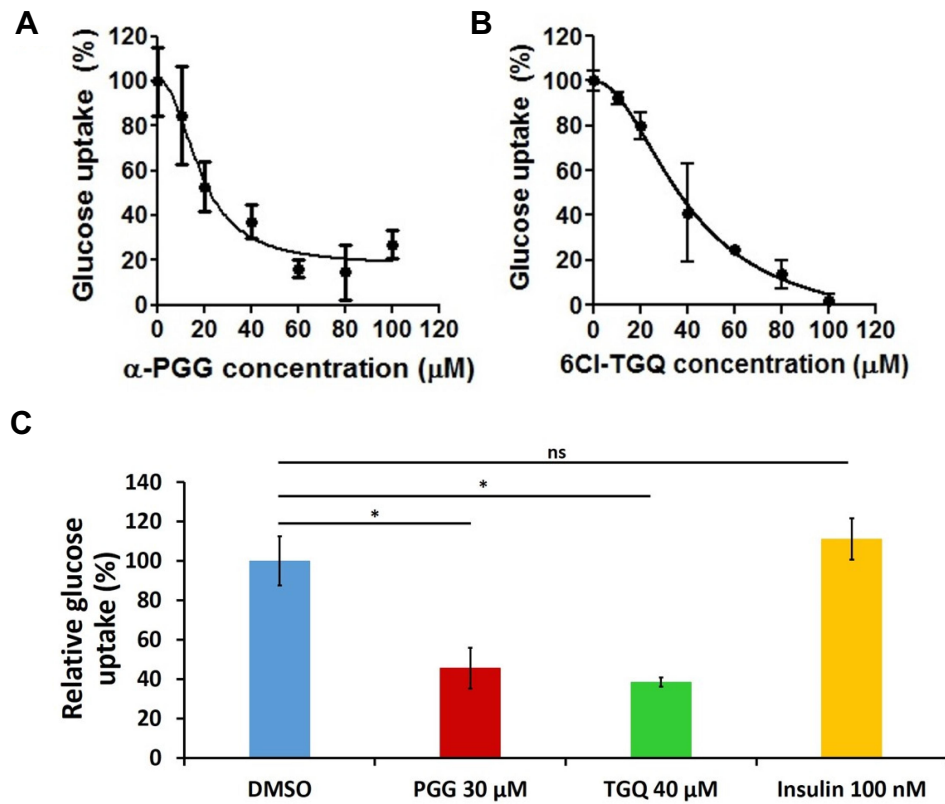 A
Glucose uptake (%)
120
100
80
60
40
20
0
0 20 40 60 80 100 120
α-PGG concentration (µM)
B
Glucose uptake (%)
120
100
80
60
40
20
0
0 20 40 60 80 100 120
6Cl-TGQ concentration (µM)
C
Relative glucose
uptake (%)
140
120
100
80
60
40
20
0
ns
*
*
DMSO PGG 30 µM TGQ 40 µM Insulin 100 nM